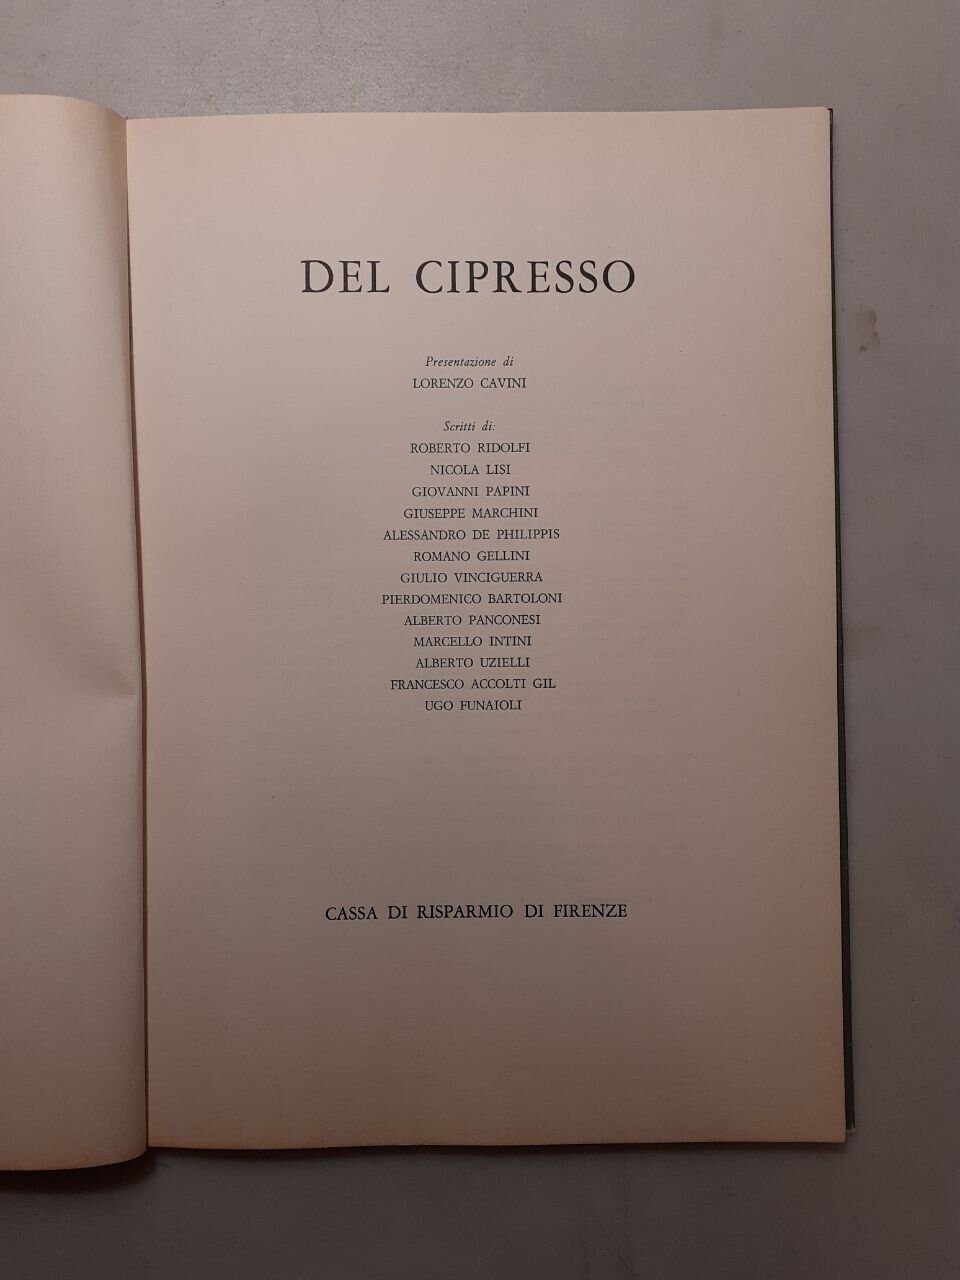 DEL CIPRESSO
Presentazione di
LORENZO CAVINI
Scritti di:
ROBERTO RIDOLFI
NICOLA LISI
GIOVANNI PAPINI
GIUSEPPE MARCHINI
ALESSANDRO DE PHILIPPIS
ROMANO GELLINI
GIULIO VINCIGUERRA
PIERDOMENICO BARTOLONI
ALBERTO PANCONESI
MARCELLO INTINI
ALBERTO UZIELLI
FRANCESCO ACCOLTI GIL
UGO FUNAIOLI
CASSA DI RISPARMIO DI FIRENZE